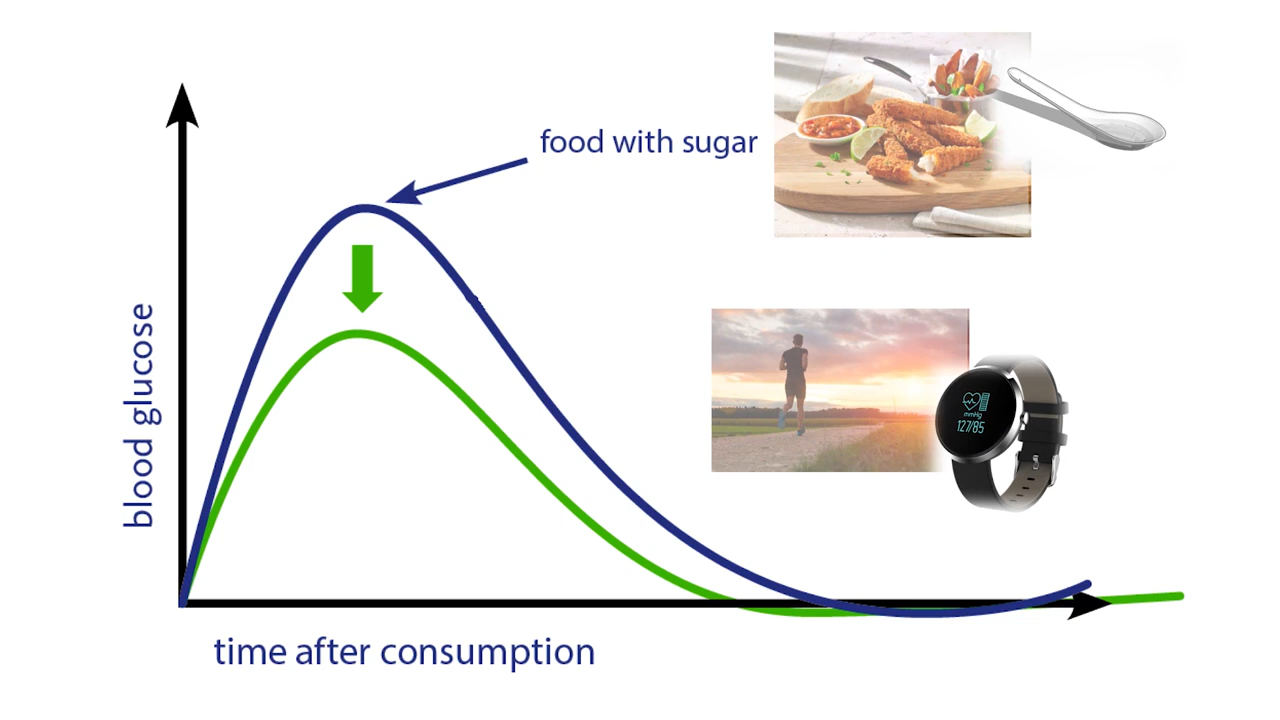 food with sugar
blood glucose
mmHg
127/85
time after consumption